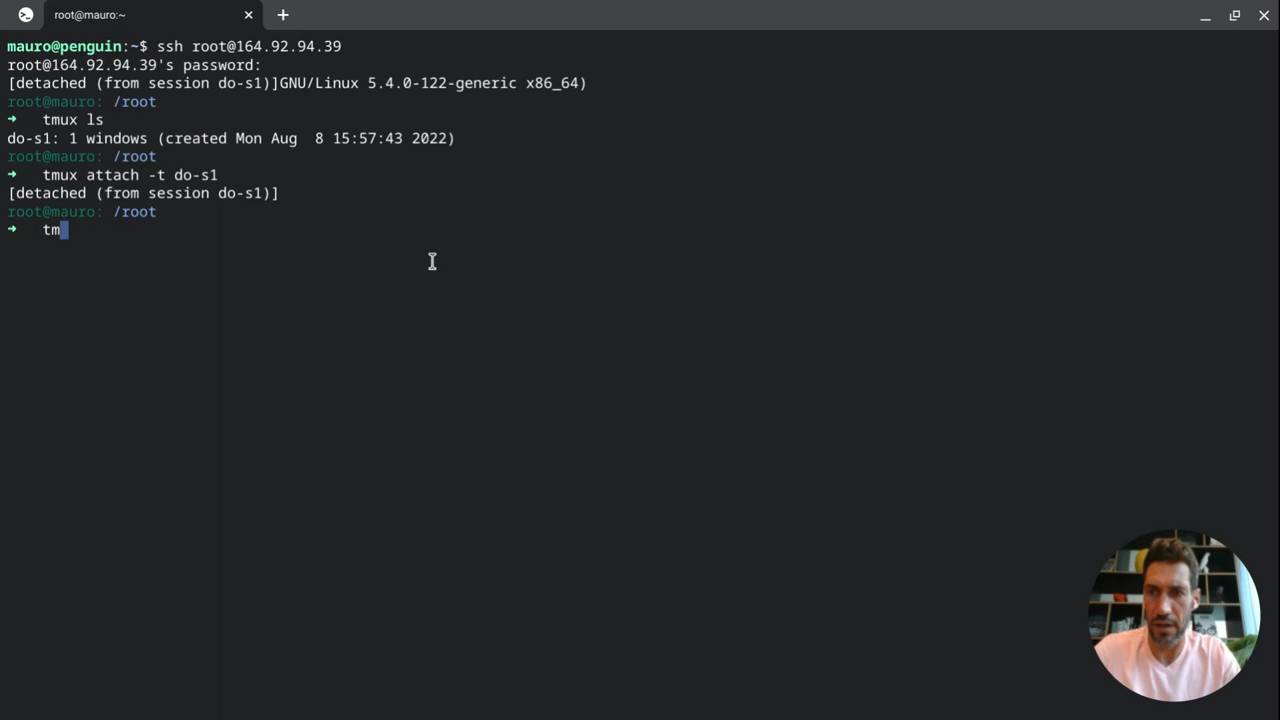 root@mauro:~
mauro@penguin:~$ ssh root@164.92.94.39
root@164.92.94.39's password:
[detached (from session do-s1)]GNU/Linux 5.4.0-122-generic x86_64)
root@mauro: /root
➜ tmux ls
do-s1: 1 windows (created Mon Aug  8 15:57:43 2022)
root@mauro: /root
➜ tmux attach -t do-s1
[detached (from session do-s1)]
root@mauro: /root
➜ tm